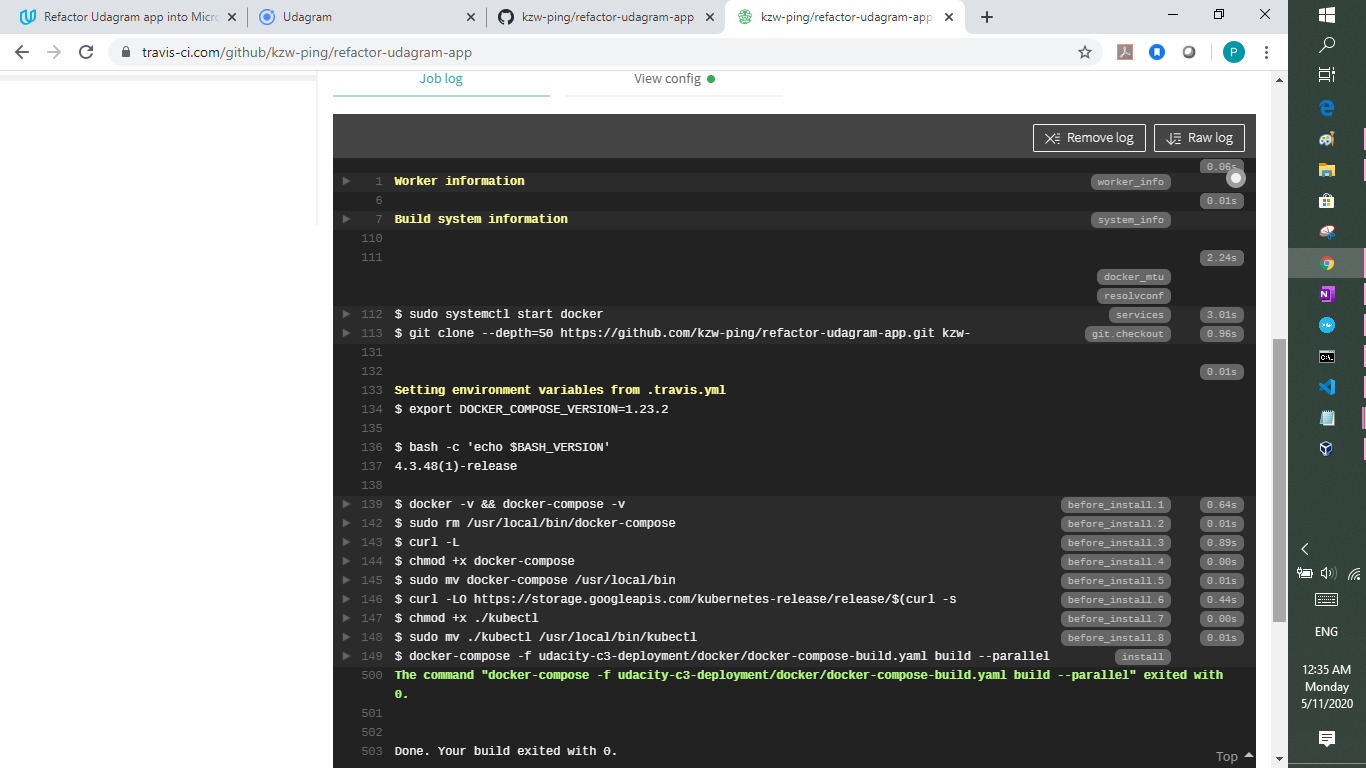 Refactor Udagram app into Micro
Udagram
kzw-ping/refactor-udagram-app
kzw-ping/refactor-udagram-app
travis-ci.com/github/kzw-ping/refactor-udagram-app
P
Job log
View config
Remove log
Raw log
0.06s
1 Worker information worker_info
6 0.01s
7 Build system information system_info
110
111 2.24s
docker_mtu
resolvconf
112 $ sudo systemctl start docker services 3.01s
113 $ git clone --depth=50 https://github.com/kzw-ping/refactor-udagram-app.git kzw- git.checkout 0.96s
131
132 0.01s
133 Setting environment variables from .travis.yml
134 $ export DOCKER_COMPOSE_VERSION=1.23.2
135
136 $ bash -c 'echo $BASH_VERSION'
137 4.3.48(1)-release
138
139 $ docker -v && docker-compose -v before_install.1 0.64s
142 $ sudo rm /usr/local/bin/docker-compose before_install.2 0.01s
143 $ curl -L before_install.3 0.89s
144 $ chmod +x docker-compose before_install.4 0.00s
145 $ sudo mv docker-compose /usr/local/bin before_install.5 0.01s
146 $ curl -LO https://storage.googleapis.com/kubernetes-release/release/$(curl -s before_install.6 0.44s
147 $ chmod +x ./kubectl before_install.7 0.00s
148 $ sudo mv ./kubectl /usr/local/bin/kubectl before_install.8 0.01s
149 $ docker-compose -f udacity-c3-deployment/docker/docker-compose-build.yaml build --parallel install
500 The command "docker-compose -f udacity-c3-deployment/docker/docker-compose-build.yaml build --parallel" exited with
0.
501
502
503 Done. Your build exited with 0.
Top
ENG
12:35 AM
Monday
5/11/2020